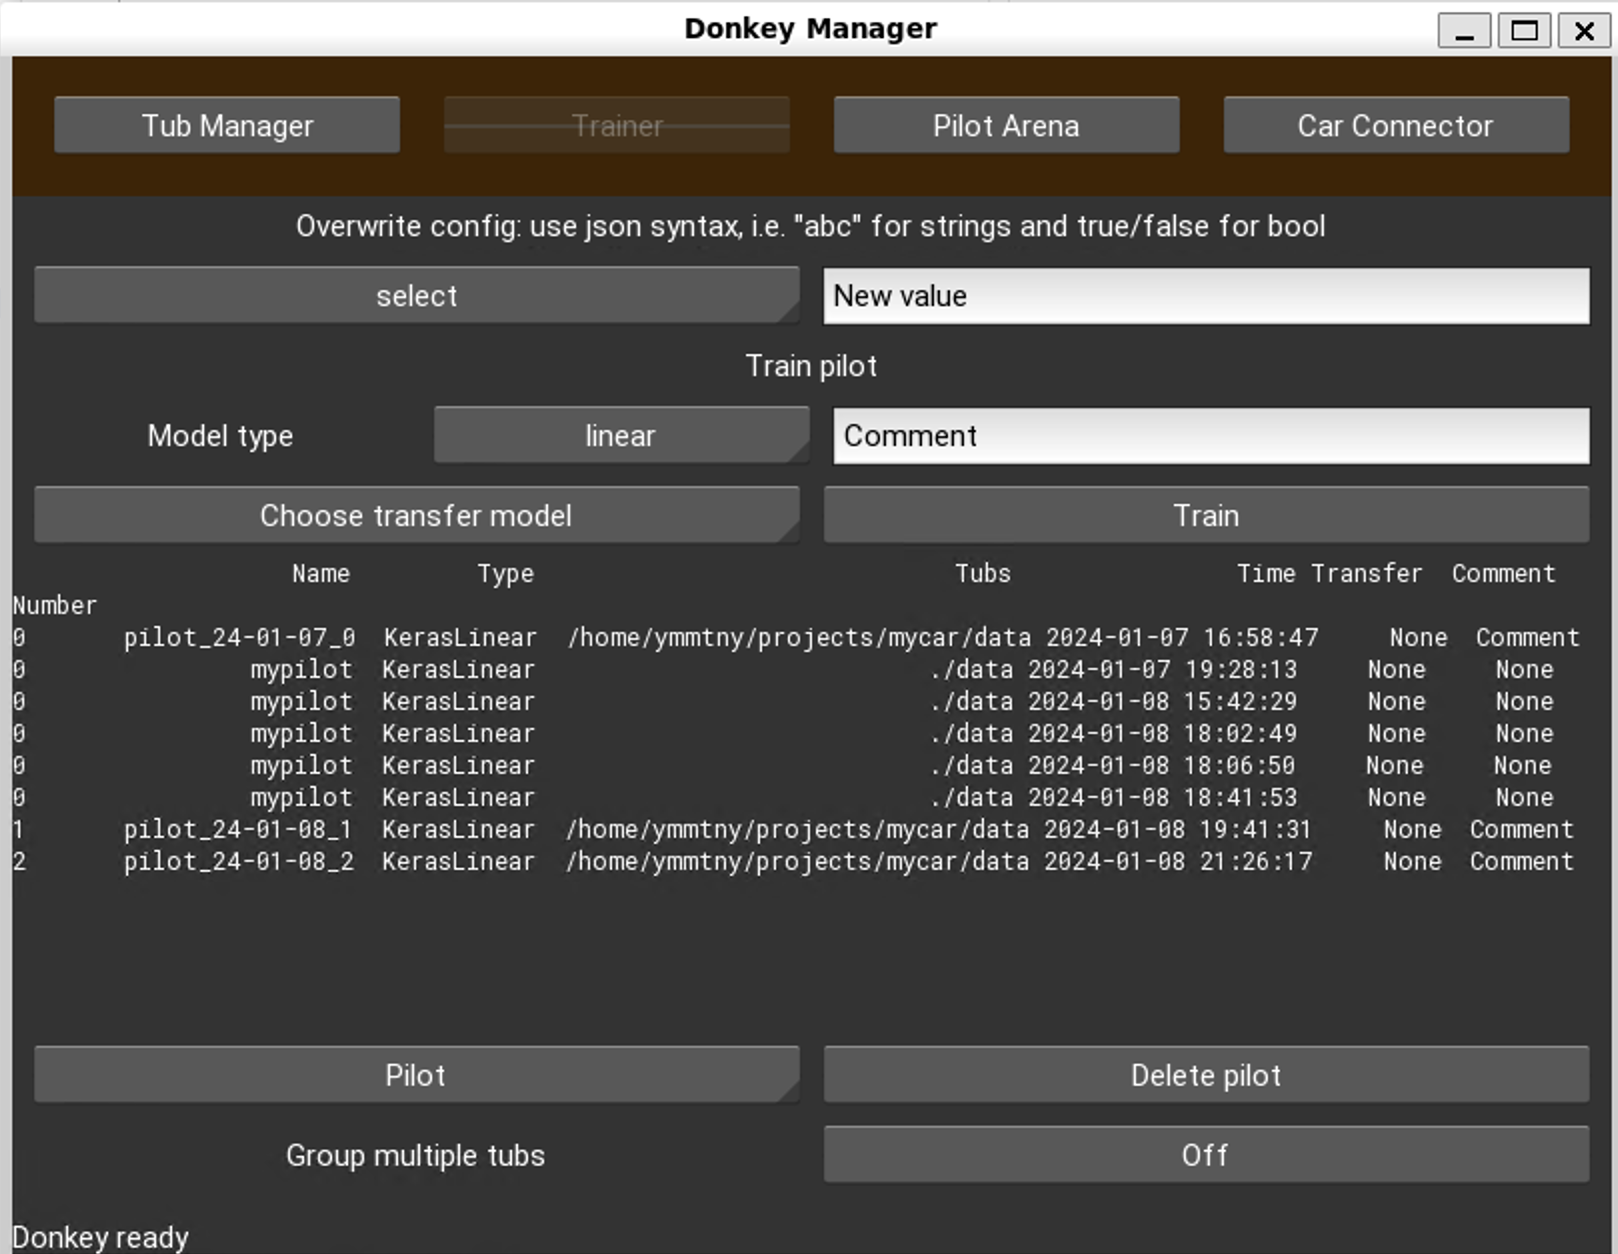 Donkey Manager
Tub Manager Trainer Pilot Arena Car Connector
Overwrite config: use json syntax, i.e. "abc" for strings and true/false for bool
select New value
Train pilot
Model type linear Comment
Choose transfer model Train
Name Type Tubs Time Transfer Comment
Number
0 pilot_24-01-07_0 KerasLinear /home/ymmtny/projects/mycar/data 2024-01-07 16:58:47 None Comment
0 mypilot KerasLinear ./data 2024-01-07 19:28:13 None None
0 mypilot KerasLinear ./data 2024-01-08 15:42:29 None None
0 mypilot KerasLinear ./data 2024-01-08 18:02:49 None None
0 mypilot KerasLinear ./data 2024-01-08 18:06:50 None None
0 mypilot KerasLinear ./data 2024-01-08 18:41:53 None None
1 pilot_24-01-08_1 KerasLinear /home/ymmtny/projects/mycar/data 2024-01-08 19:41:31 None Comment
2 pilot_24-01-08_2 KerasLinear /home/ymmtny/projects/mycar/data 2024-01-08 21:26:17 None Comment
Pilot Delete pilot
Group multiple tubs Off
Donkey ready